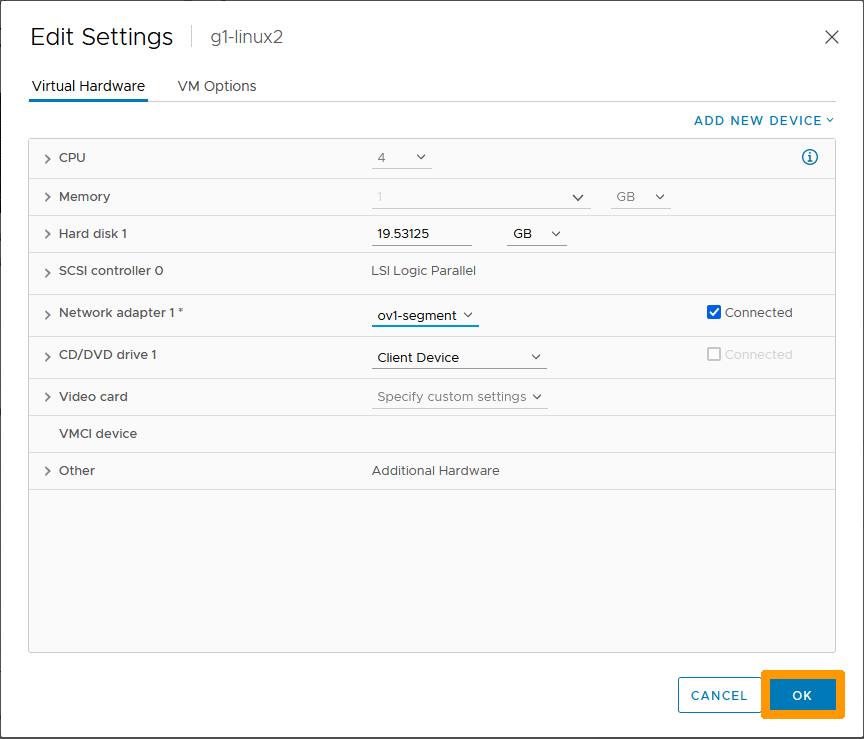 Edit Settings g1-linux2
Virtual Hardware VM Options
ADD NEW DEVICE
CPU 4
Memory 1 GB
Hard disk 1 19.53125 GB
SCSI controller 0 LSI Logic Parallel
Network adapter 1 * ov1-segment Connected
CD/DVD drive 1 Client Device Connected
Video card Specify custom settings
VMCI device
Other Additional Hardware
CANCEL OK